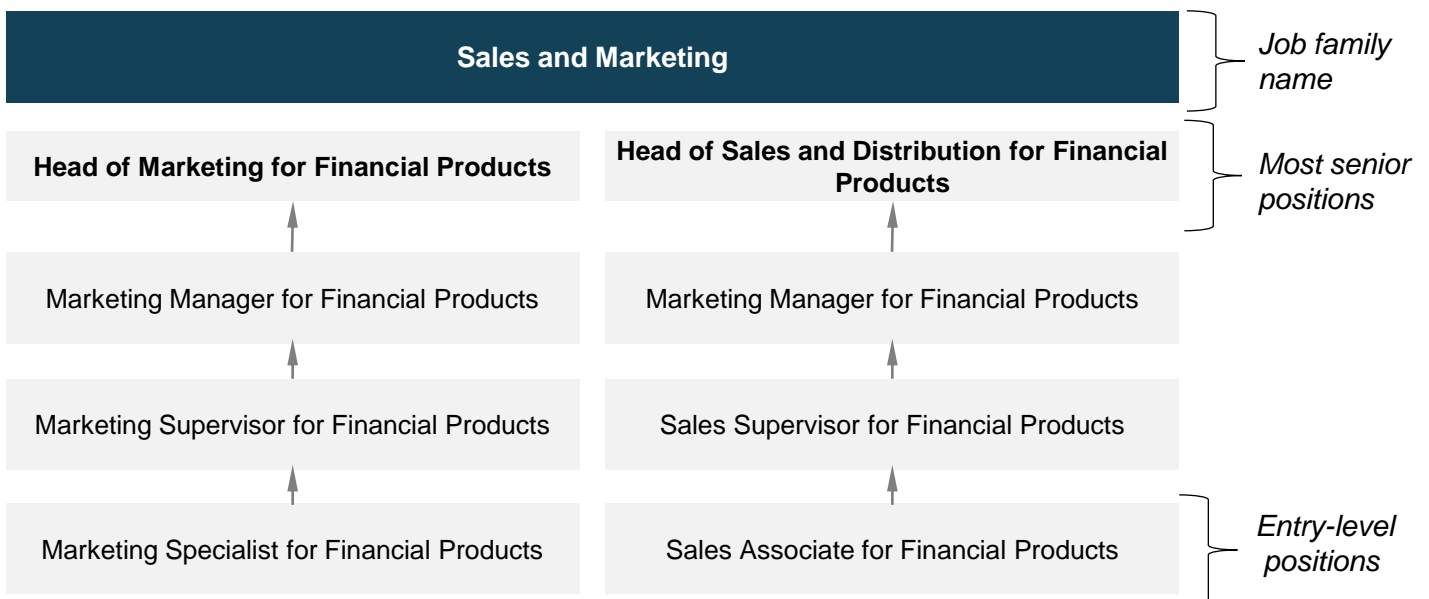 Sales and Marketing
Job family
name
Head of Marketing for Financial Products
Head of Sales and Distribution for Financial
Products
Most senior
positions
Marketing Manager for Financial Products
Marketing Manager for Financial Products
Marketing Supervisor for Financial Products
Sales Supervisor for Financial Products
Marketing Specialist for Financial Products
Sales Associate for Financial Products
Entry-level
positions